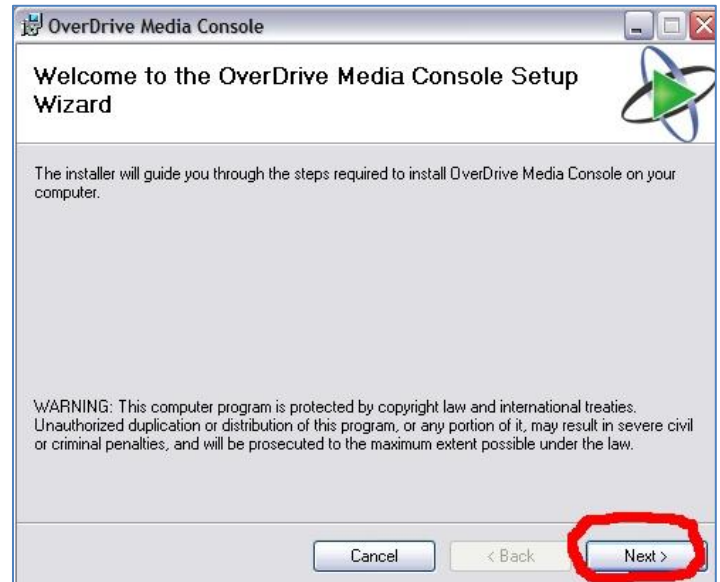 OverDrive Media Console
Welcome to the OverDrive Media Console Setup
Wizard
The installer will guide you through the steps required to install OverDrive Media Console on your
computer.
WARNING: This computer program is protected by copyright law and international treaties.
Unauthorized duplication or distribution of this program, or any portion of it, may result in severe civil
or criminal penalties, and will be prosecuted to the maximum extent possible under the law.
Cancel < Back Next >